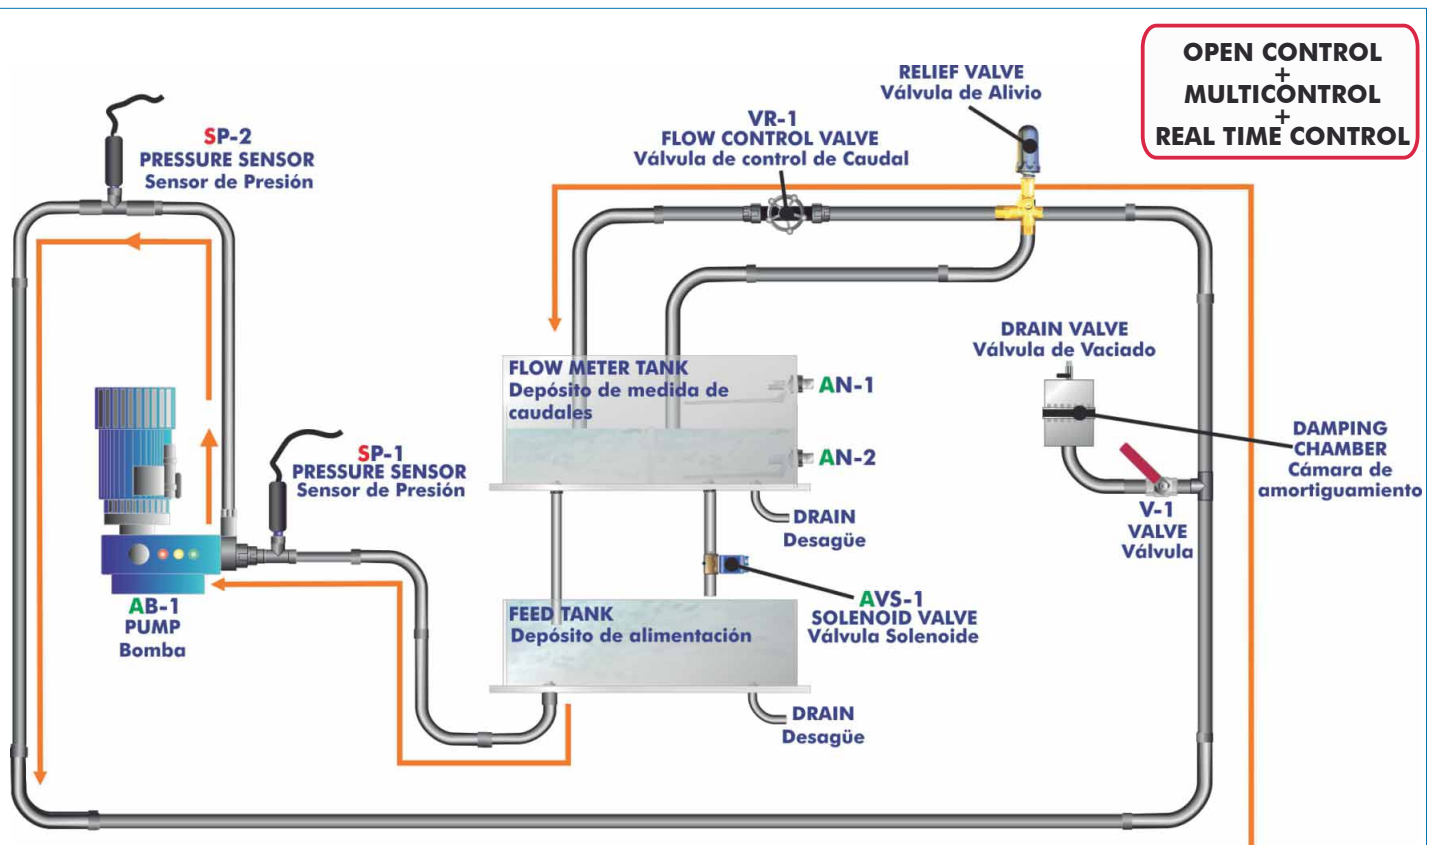 OPEN CONTROL
+
MULTICONTROL
+
REAL TIME CONTROL
RELIEF VALVE
Válvula de Alivio
VR-1
FLOW CONTROL VALVE
Válvula de control de Caudal
SP-2
PRESSURE SENSOR
Sensor de Presión
DRAIN VALVE
Válvula de Vaciado
FLOW METER TANK
Depósito de medida de
caudales
AN-1
AN-2
SP-1
PRESSURE SENSOR
Sensor de Presión
DAMPING
CHAMBER
Cámara de
amortiguamiento
V-1
VALVE
Válvula
DRAIN
Desagüe
AB-1
PUMP
Bomba
FEED TANK
Depósito de alimentación
AVS-1
SOLENOID VALVE
Válvula Solenoide
DRAIN
Desagüe